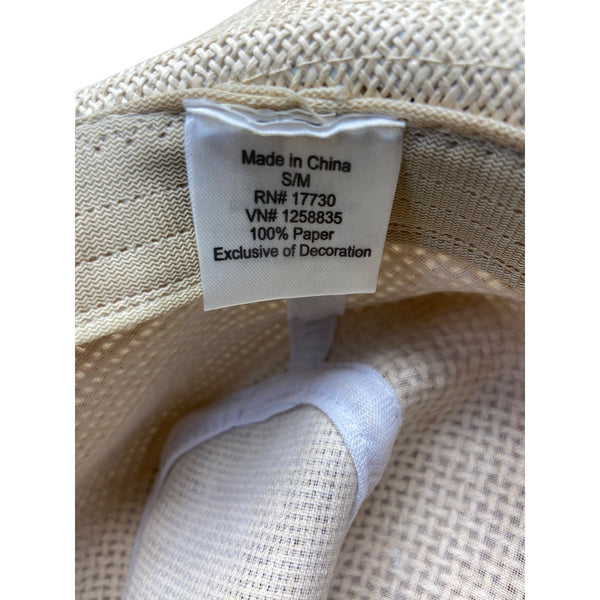 Made in China
S/M
RN# 17730
VN# 1258835
100% Paper
Exclusive of Decoration